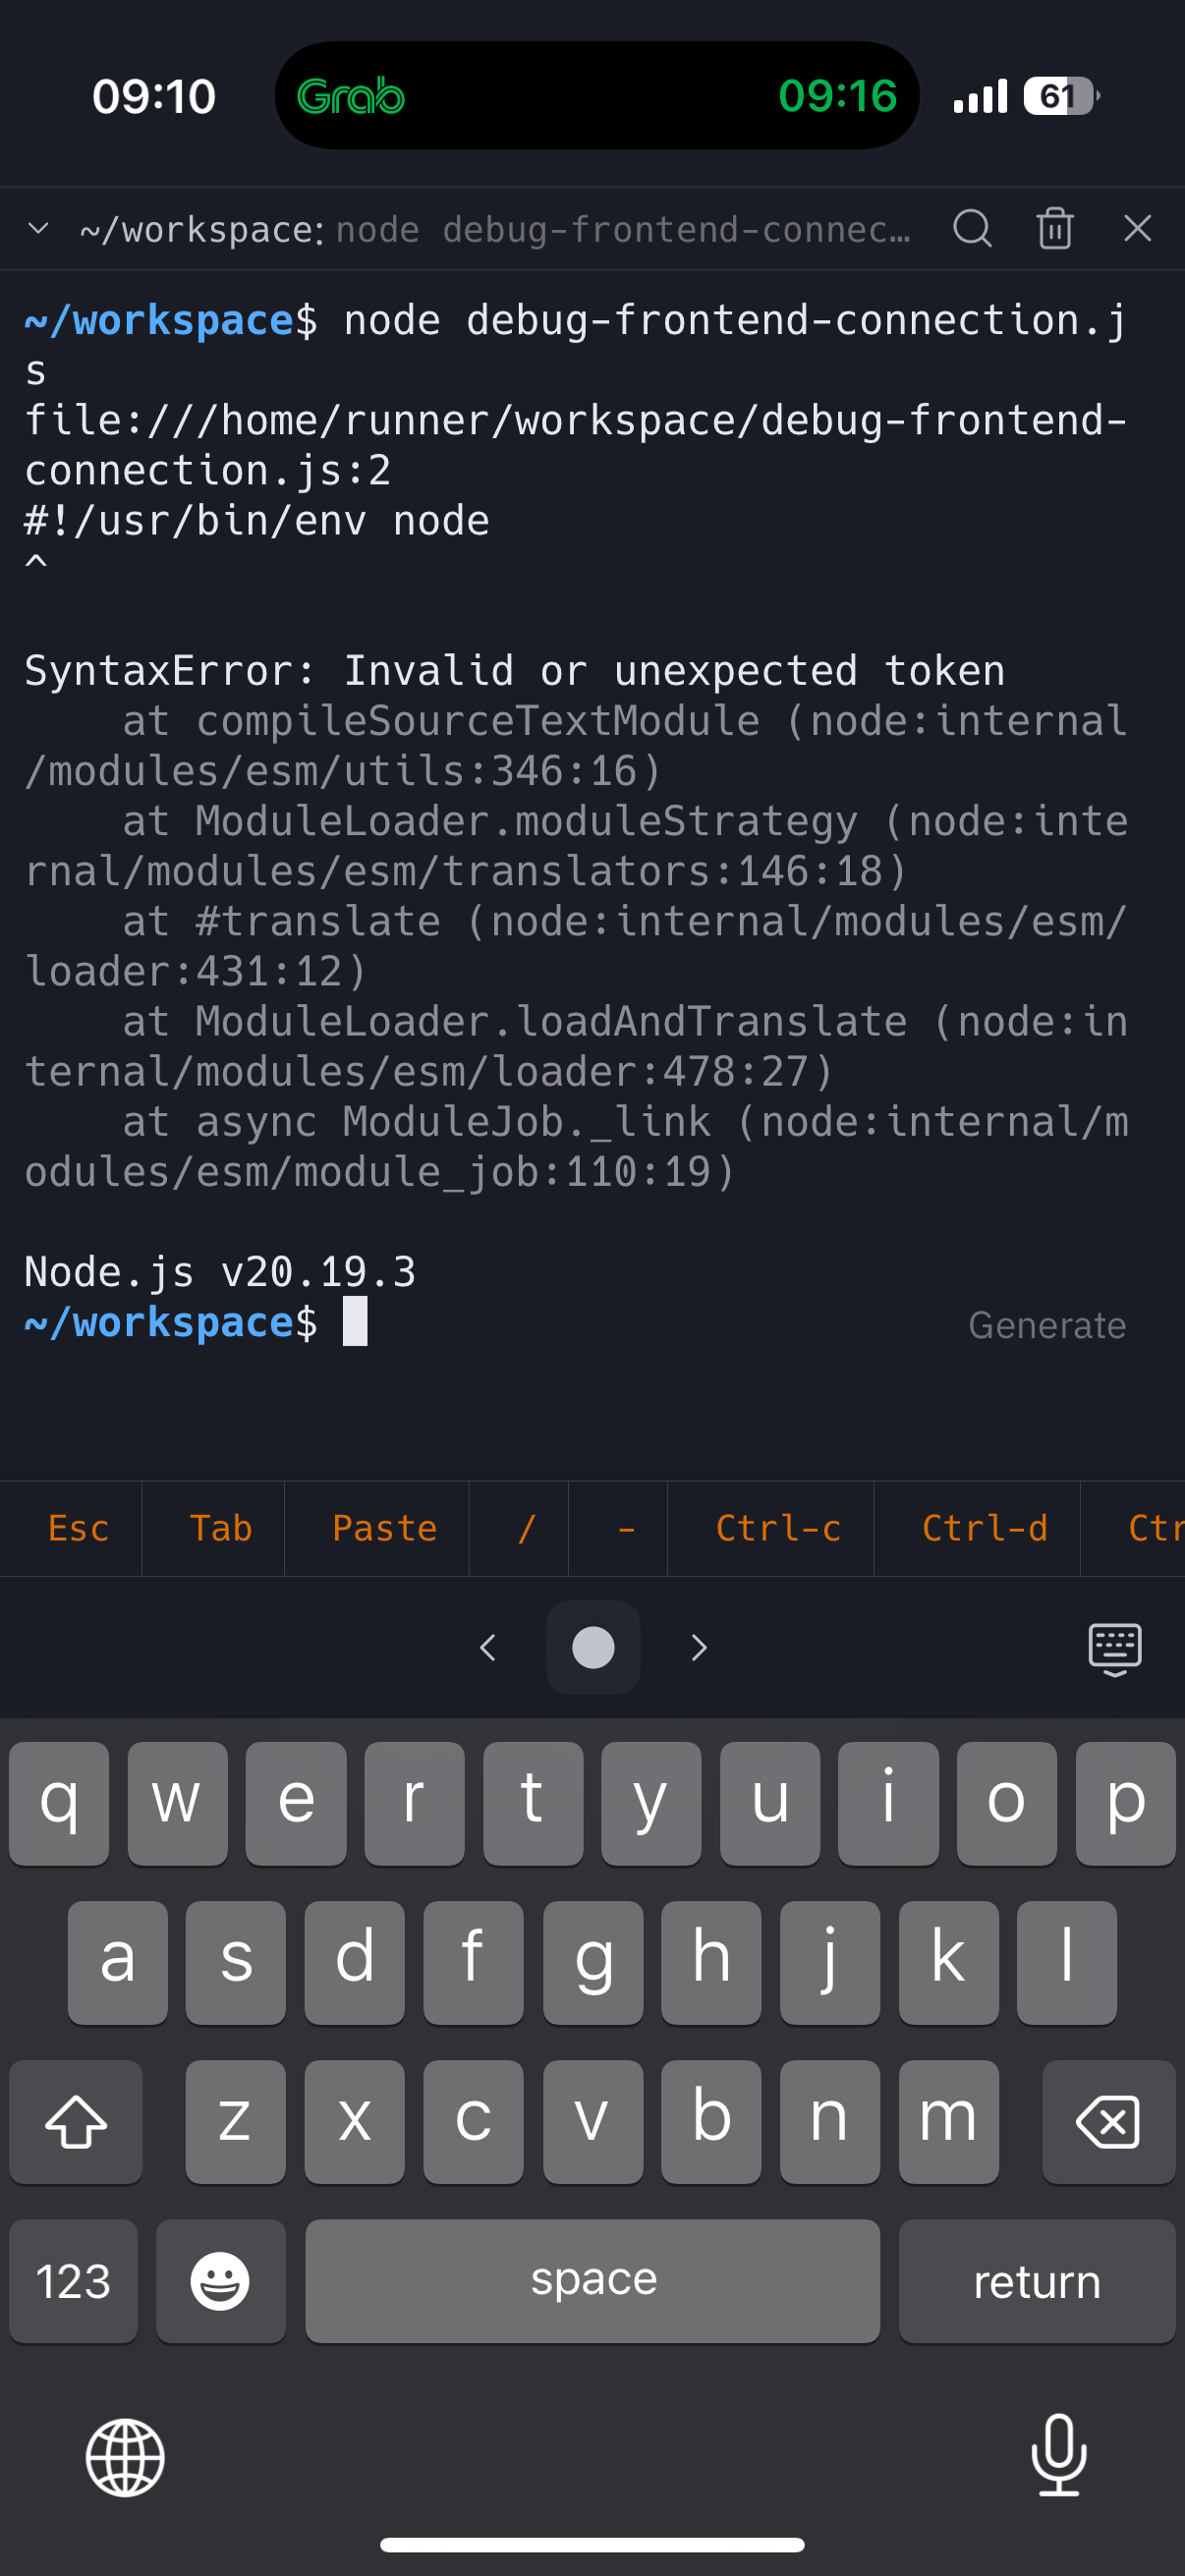 09:10
Grab
09:16
61
~/workspace: node debug-frontend-connec…
~/workspace$ node debug-frontend-connection.j
s
file:///home/runner/workspace/debug-frontend-
connection.js:2
#!/usr/bin/env node
^
SyntaxError: Invalid or unexpected token
    at compileSourceTextModule (node:internal
/modules/esm/utils:346:16)
    at ModuleLoader.moduleStrategy (node:inte
rnal/modules/esm/translators:146:18)
    at #translate (node:internal/modules/esm/
loader:431:12)
    at ModuleLoader.loadAndTranslate (node:in
ternal/modules/esm/loader:478:27)
    at async ModuleJob._link (node:internal/m
odules/esm/module_job:110:19)
Node.js v20.19.3
~/workspace$
Generate
Esc Tab Paste / - Ctrl-c Ctrl-d Ctr
q w e r t y u i o p
a s d f g h j k l
z x c v b n m
123 space return